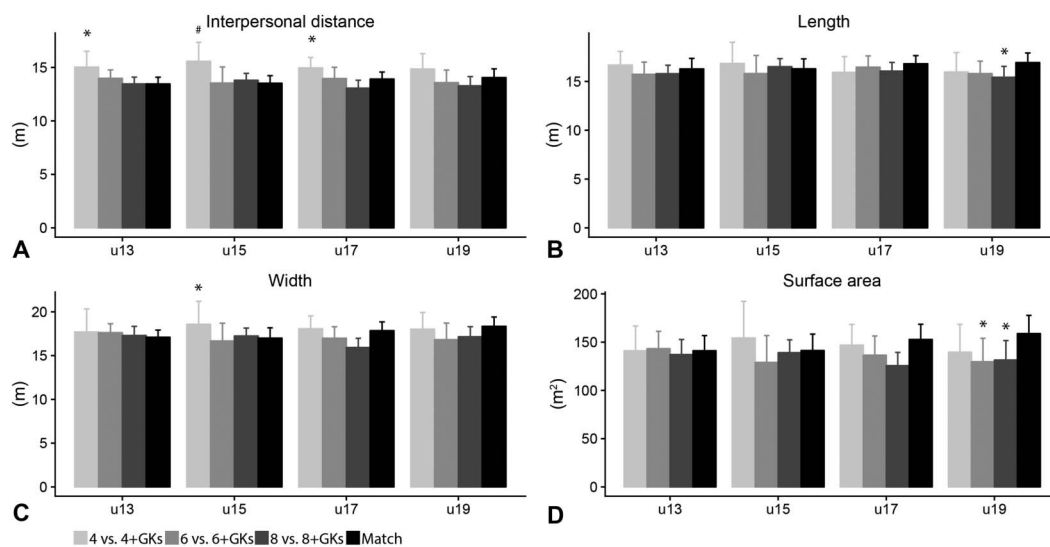 Interpersonal distance
* # *
15
10
5
0
(m)
u13 u15 u17 u19
A
Length
*
15
10
5
0
(m)
u13 u15 u17 u19
B
Width
*
20
15
10
5
0
(m)
u13 u15 u17 u19
C
Surface area
* *
200
150
100
50
0
(m²)
u13 u15 u17 u19
D
4 vs. 4+GKs 6 vs. 6+GKs 8 vs. 8+GKs Match